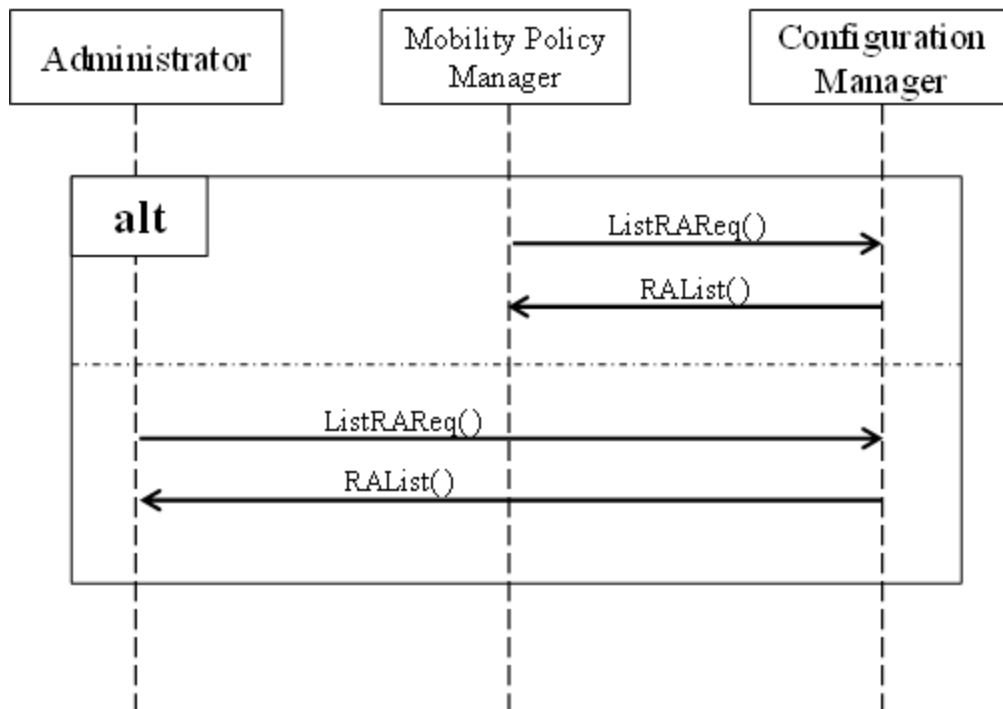 Administrator
Mobility Policy
Manager
Configuration
Manager
alt
ListRAReq()
RAList()
ListRAReq()
RAList()